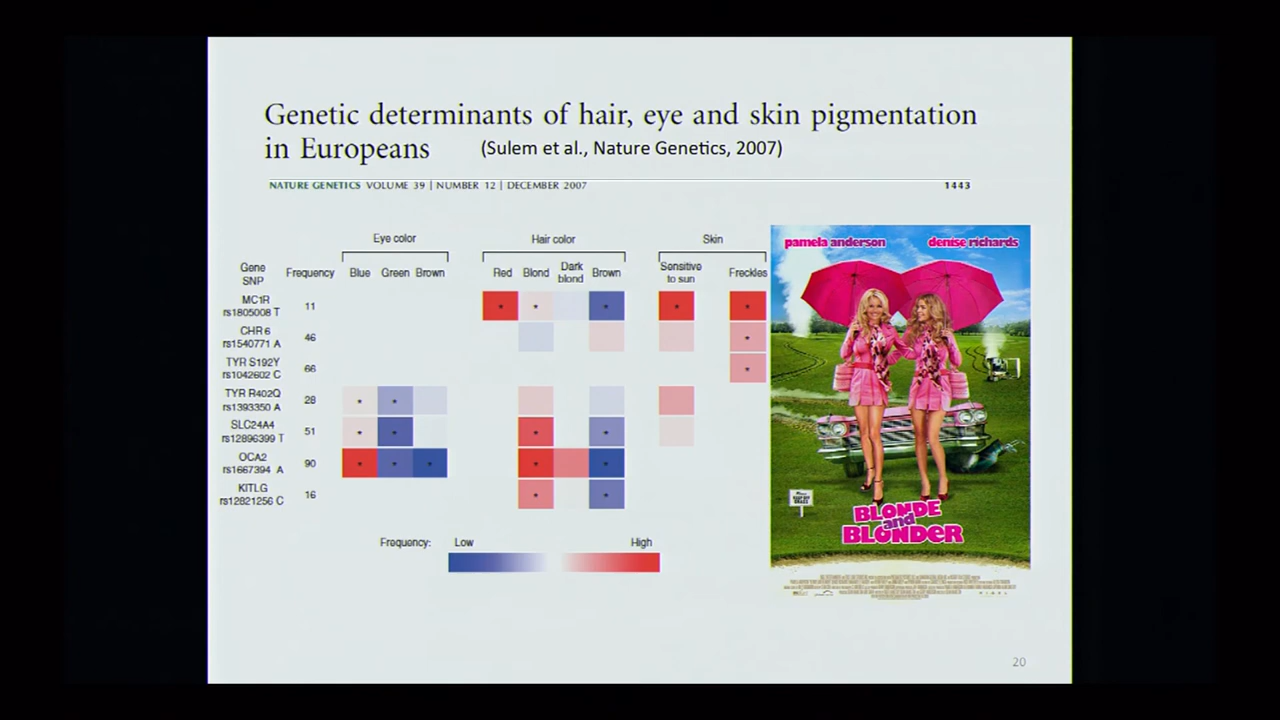 Genetic determinants of hair, eye and skin pigmentation
in Europeans (Sulem et al., Nature Genetics, 2007)
NATURE GENETICS VOLUME 39 | NUMBER 12 | DECEMBER 2007 1443
Eye color Hair color Skin
Gene
SNP Frequency Blue Green Brown Red Blond Dark
blond Brown Sensitive
to sun Freckles
MC1R
rs1805008 T 11
CHR 6
rs1540771 A 46
TYR S192Y
rs1042602 C 66
TYR R402Q
rs1393350 A 28
SLC24A4
rs12896399 T 51
OCA2
rs1667394 A 90
KITLG
rs12821256 C 16
Frequency: Low High
pamela anderson denise richards
BLONDE
and
BLONDER
20